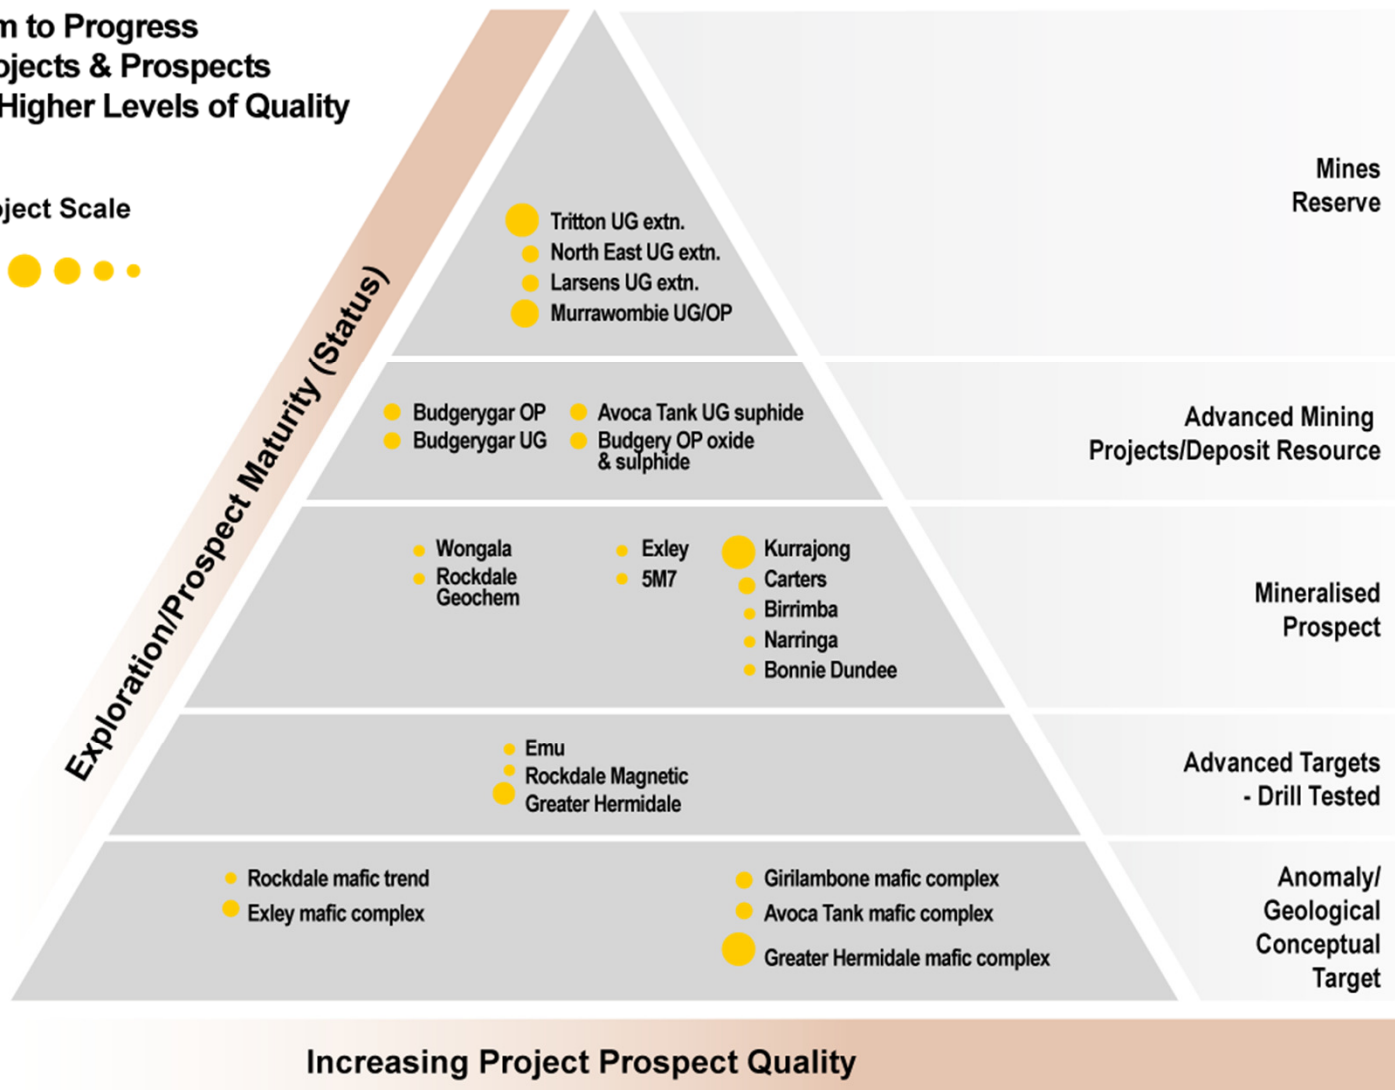 m to Progress
ojects & Prospects
Higher Levels of Quality
oject Scale
Exploration/Prospect Maturity (Status)
Mines
Reserve
Tritton UG extn.
North East UG extn.
Larsens UG extn.
Murrawombie UG/OP
Budgerygar OP
Budgerygar UG
Avoca Tank UG suphide
Budgery OP oxide
& sulphide
Advanced Mining
Projects/Deposit Resource
Wongala
Rockdale
Geochem
Exley
5M7
Kurrajong
Carters
Birrimba
Narringa
Bonnie Dundee
Mineralised
Prospect
Emu
Rockdale Magnetic
Greater Hermidale
Advanced Targets
- Drill Tested
Rockdale mafic trend
Exley mafic complex
Girilambone mafic complex
Avoca Tank mafic complex
Greater Hermidale mafic complex
Anomaly/
Geological
Conceptual
Target
Increasing Project Prospect Quality